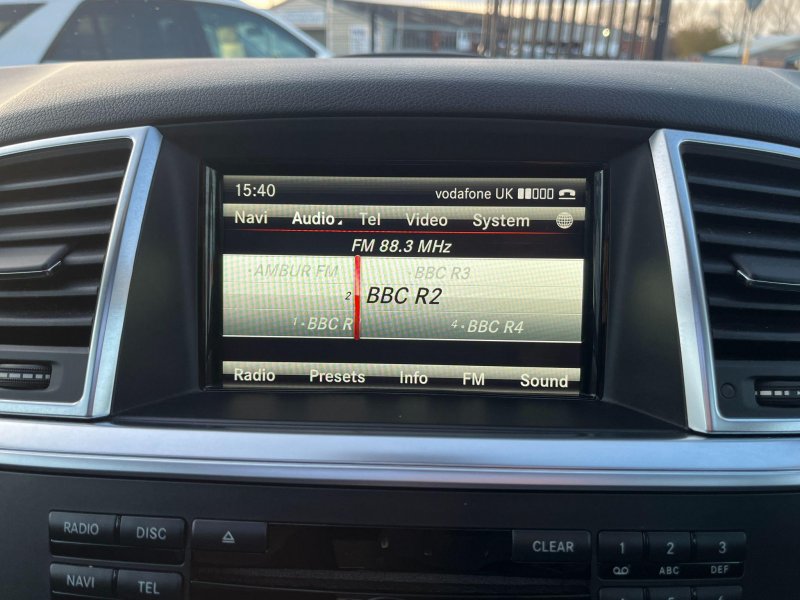 15:40 vodafone UK
Navi Audio Tel Video System
FM 88.3 MHz
·AMBUR FM ·BBC R3
2 BBC R2
1·BBC R 4·BBC R4
Radio Presets Info FM Sound
RADIO DISC CLEAR 1 2 3
ABC DEF
NAVI TEL